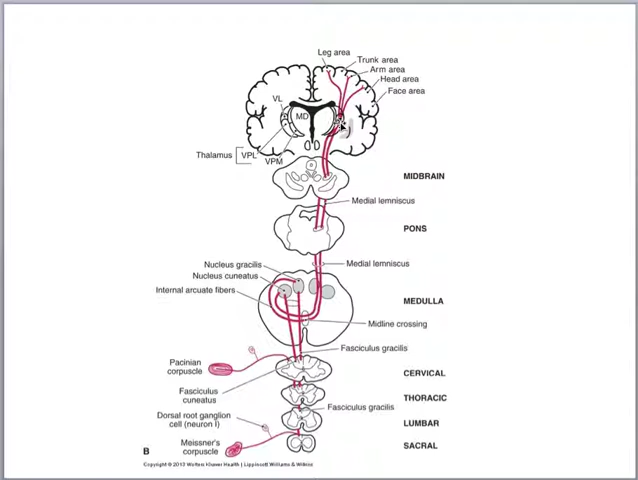 Leg area
Trunk area
Arm area
Head area
Face area
VL
MD
Thalamus
VPL
VPM
MIDBRAIN
Medial lemniscus
PONS
Nucleus gracilis
Medial lemniscus
Nucleus cuneatus
Internal arcuate fibers
MEDULLA
Midline crossing
Fasciculus gracilis
Pacinian
corpuscle
CERVICAL
Fasciculus
cuneatus
THORACIC
Fasciculus gracilis
Dorsal root ganglion
cell (neuron I)
LUMBAR
Meissner's
corpuscle
SACRAL
B
Copyright © 2013 Wolters Kluwer Health | Lippincott Williams & Wilkins